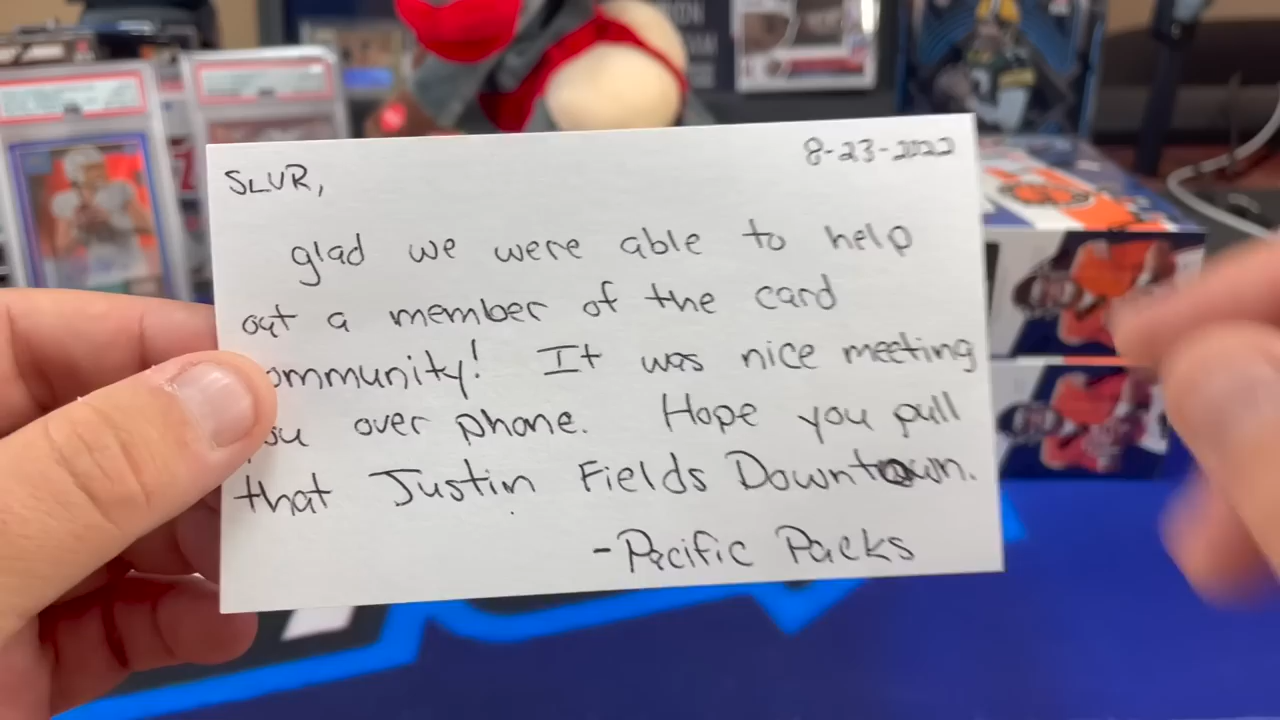 8-23-2022
SLVR,
glad we were able to help
out a member of the card
ommunity! It was nice meeting
ou over phone. Hope you pull
that Justin Fields Downtown.
-Pacific Packs